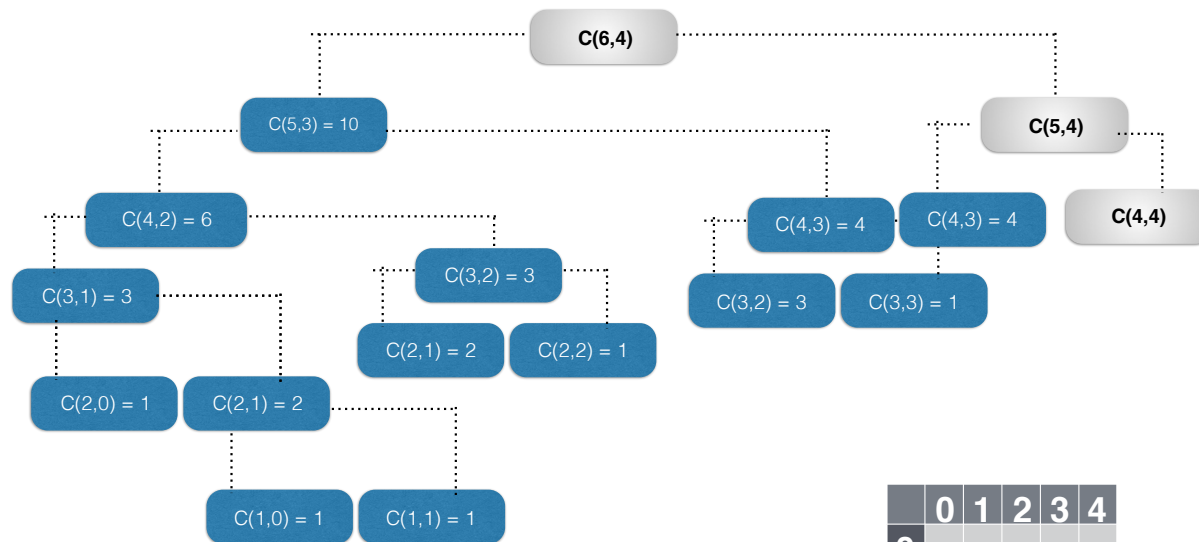 C(6,4)
C(5,3) = 10
C(5,4)
C(4,2) = 6
C(4,3) = 4
C(4,3) = 4
C(4,4)
C(3,1) = 3
C(3,2) = 3
C(3,2) = 3
C(3,3) = 1
C(2,1) = 2
C(2,2) = 1
C(2,0) = 1
C(2,1) = 2
C(1,0) = 1
C(1,1) = 1
0 1 2 3 4